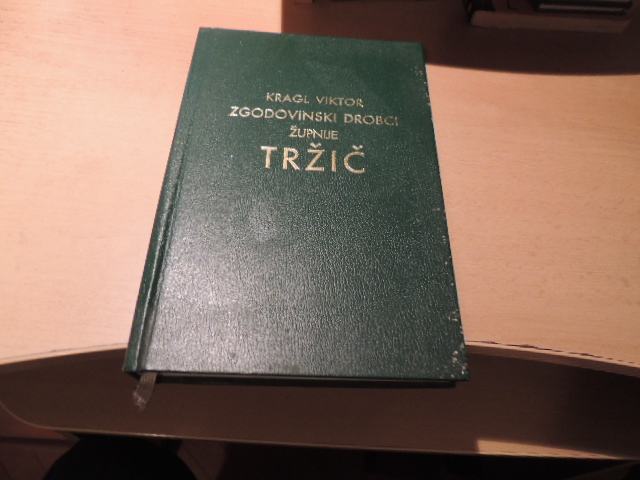 KRAGL VIKTOR
ZGODOVINSKI DROBCI
ŽUPNIJE
TRŽIČ